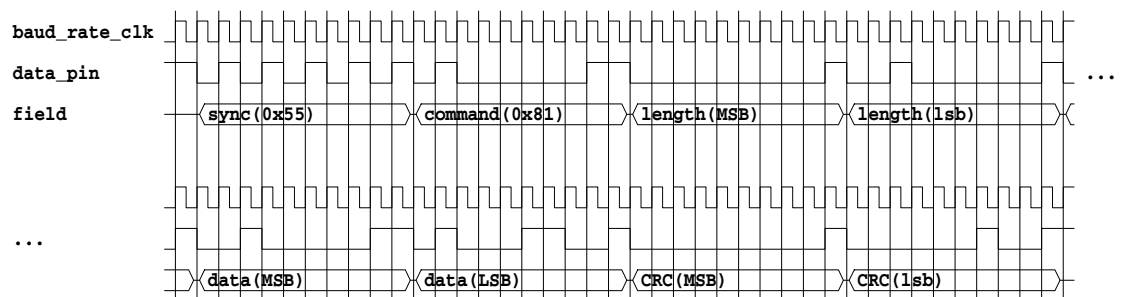 baud_rate_clk
data_pin
...
field
sync(0x55) command(0x81) length(MSB) length(lsb)
...
data(MSB) data(LSB) CRC(MSB) CRC(lsb)